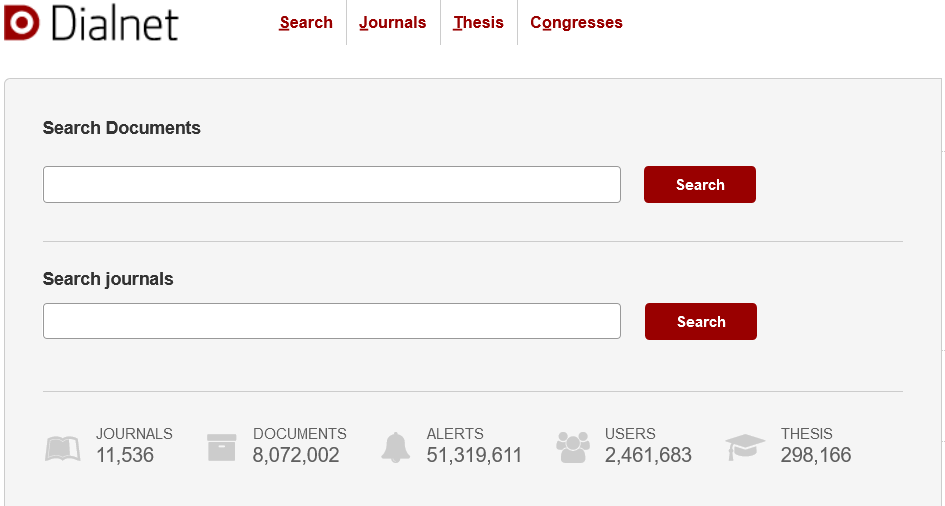 Dialnet
Search Journals Thesis Congresses
Search Documents
Search
Search journals
Search
JOURNALS DOCUMENTS ALERTS USERS THESIS
11,536 8,072,002 51,319,611 2,461,683 298,166